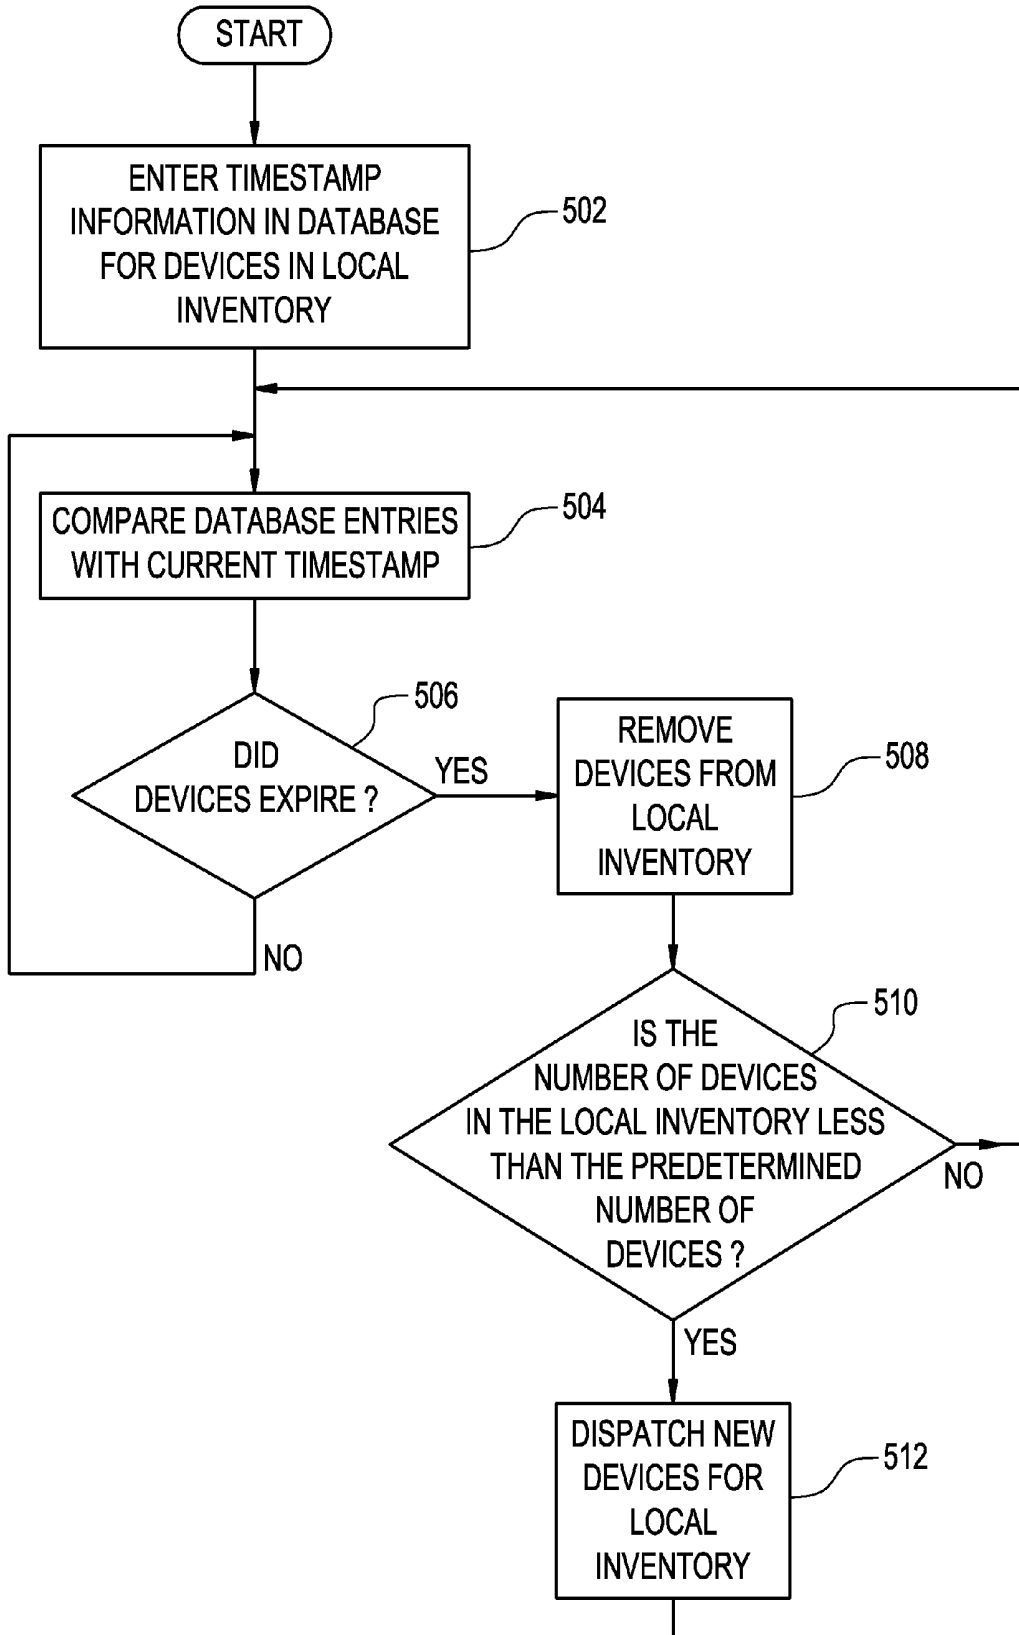 START
ENTER TIMESTAMP
INFORMATION IN DATABASE
FOR DEVICES IN LOCAL
INVENTORY
502
COMPARE DATABASE ENTRIES
WITH CURRENT TIMESTAMP
504
DID
DEVICES EXPIRE ?
506
YES
NO
REMOVE
DEVICES FROM
LOCAL
INVENTORY
508
IS THE
NUMBER OF DEVICES
IN THE LOCAL INVENTORY LESS
THAN THE PREDETERMINED
NUMBER OF
DEVICES ?
510
NO
YES
DISPATCH NEW
DEVICES FOR
LOCAL
INVENTORY
512